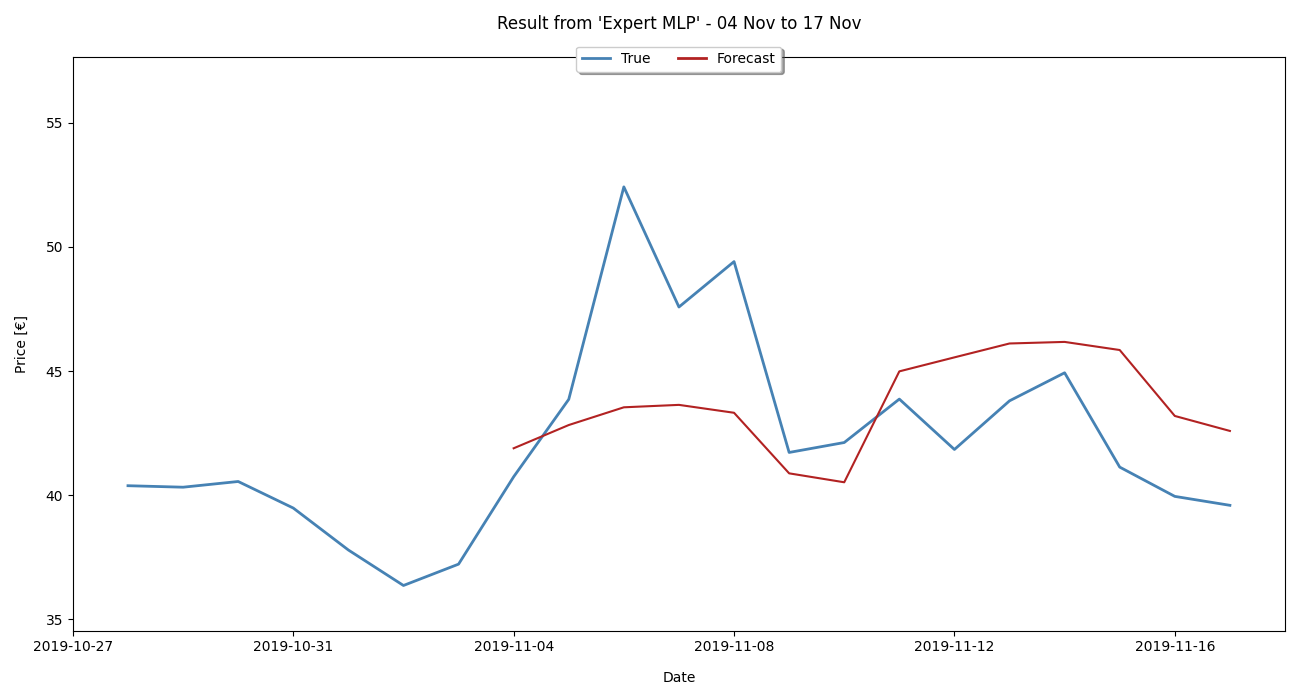 Result from 'Expert MLP' - 04 Nov to 17 Nov
True Forecast
55
50
45
40
35
Price [€]
2019-10-27 2019-10-31 2019-11-04 2019-11-08 2019-11-12 2019-11-16
Date